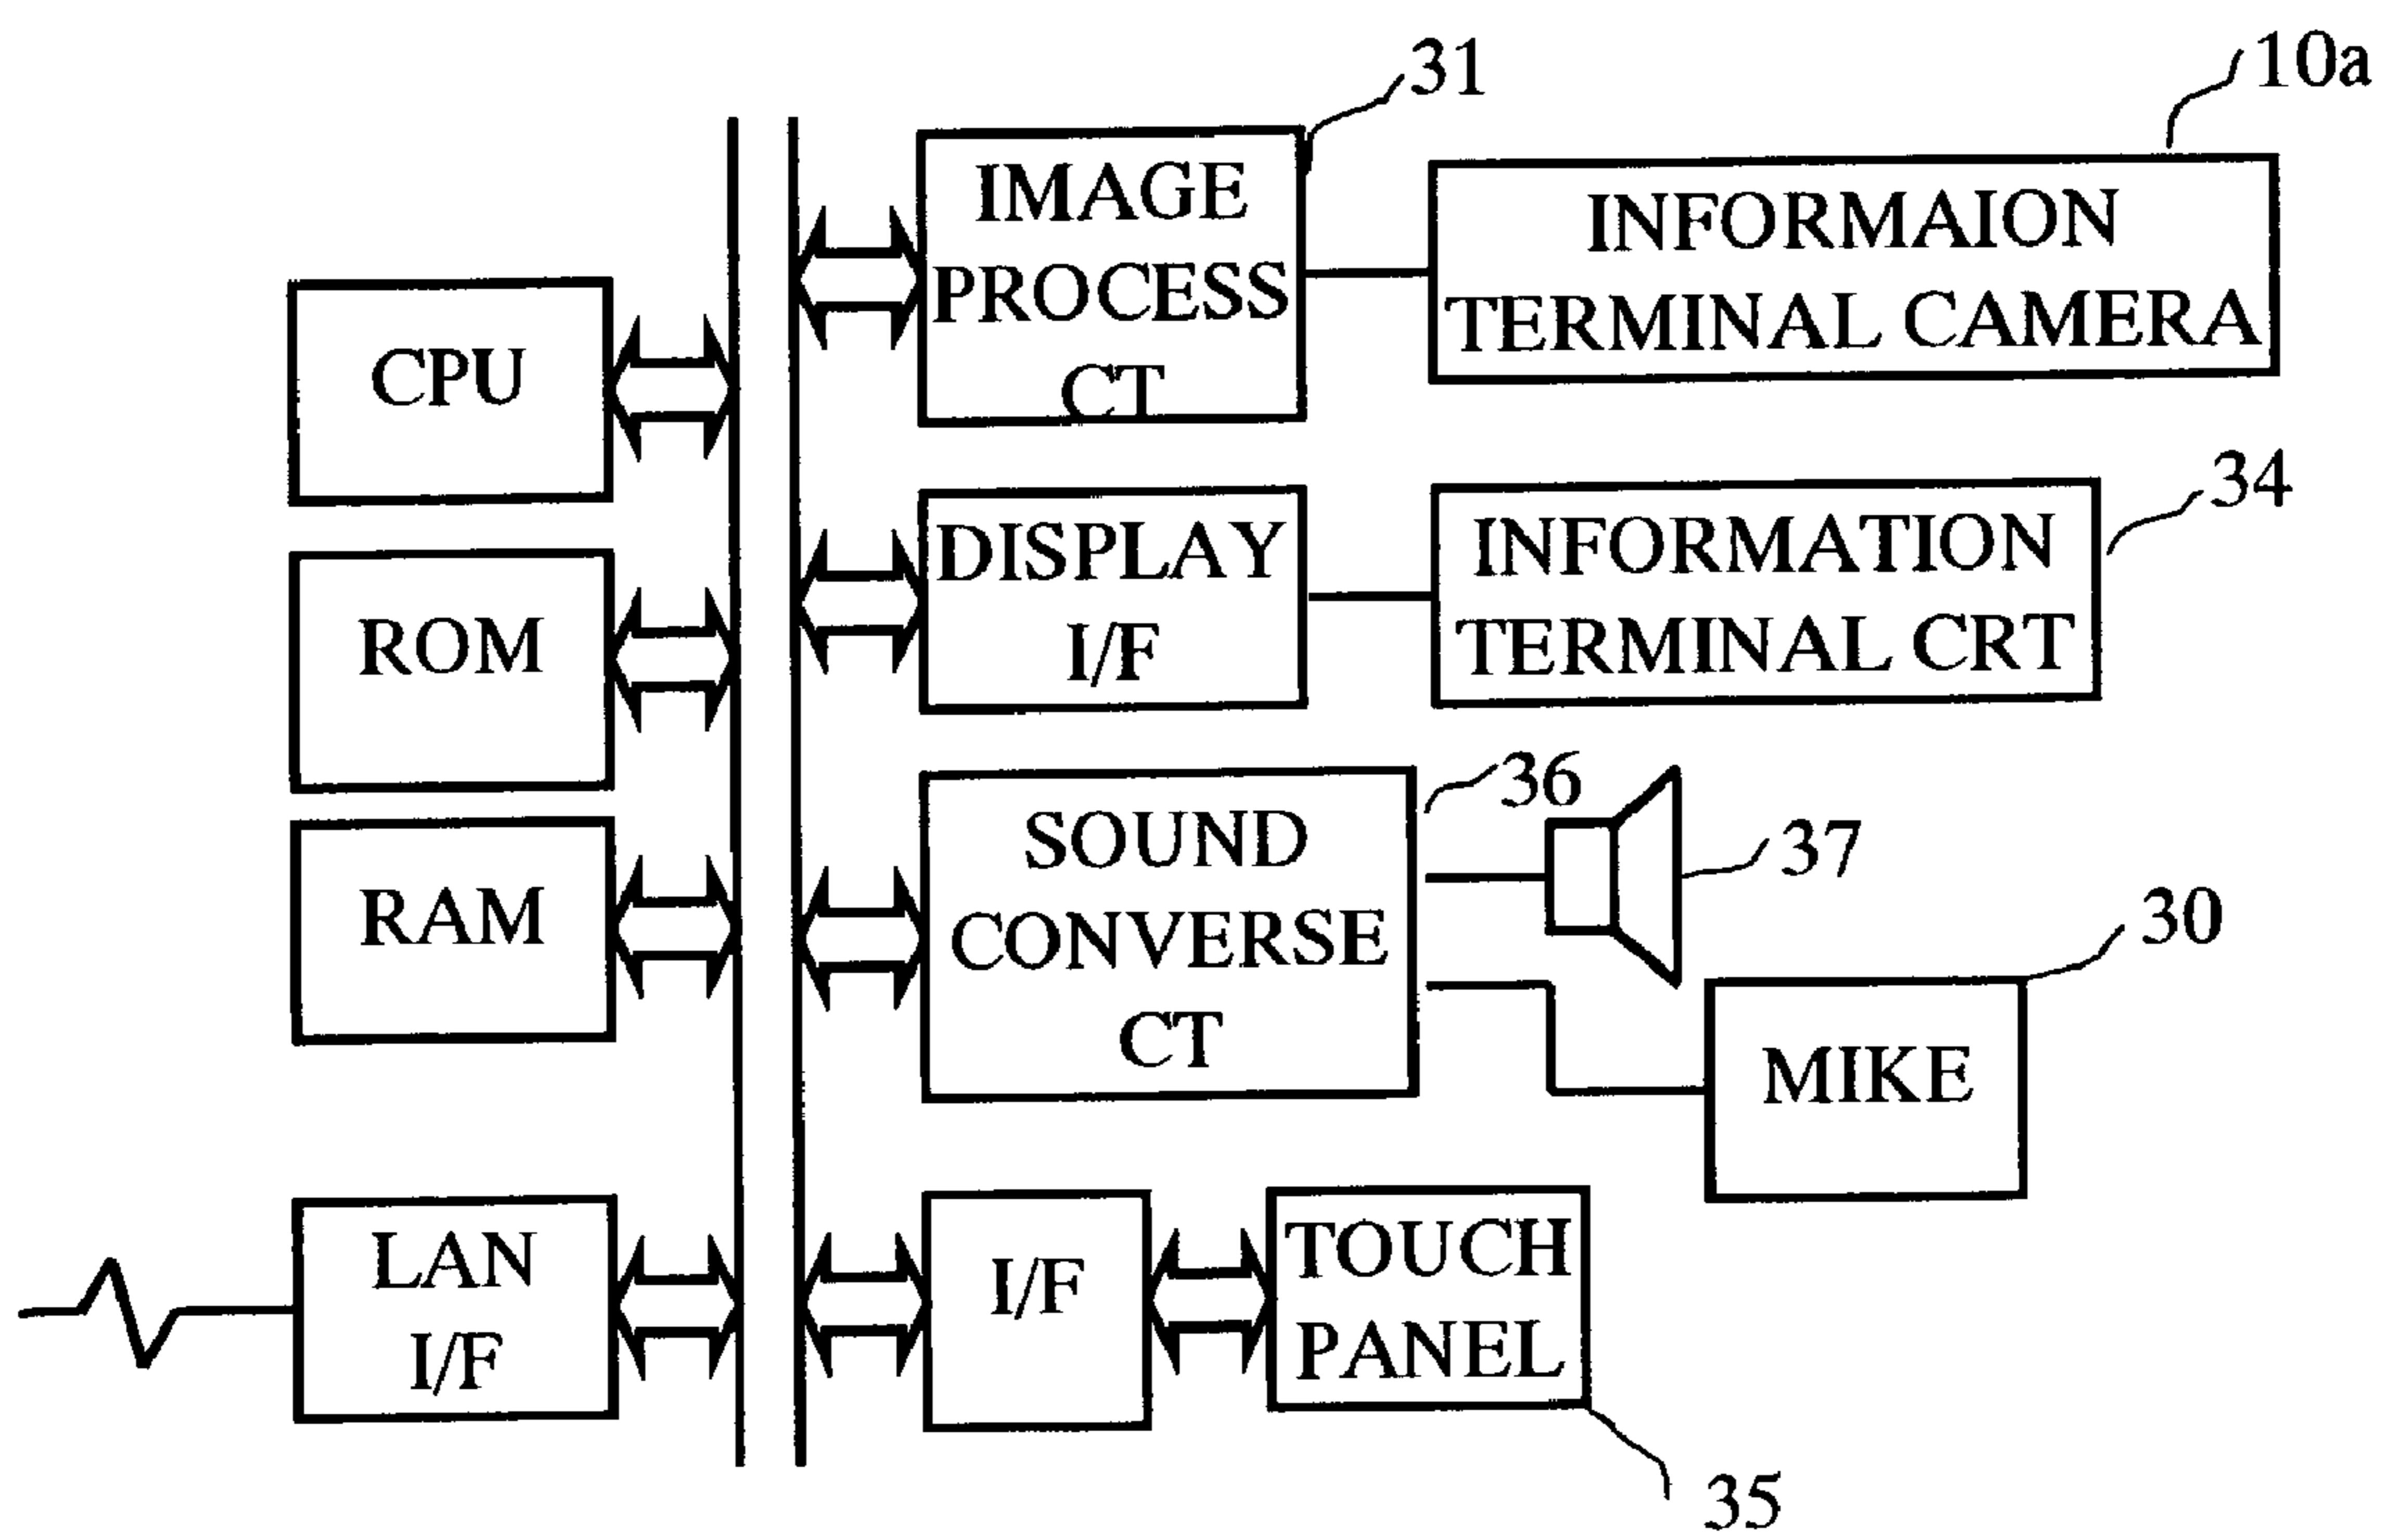 31
10a
IMAGE
PROCESS
CT
INFORMAION
TERMINAL CAMERA
CPU
34
DISPLAY
I/F
INFORMATION
TERMINAL CRT
ROM
36
SOUND
CONVERSE
CT
37
30
RAM
MIKE
LAN
I/F
I/F
TOUCH
PANEL
35